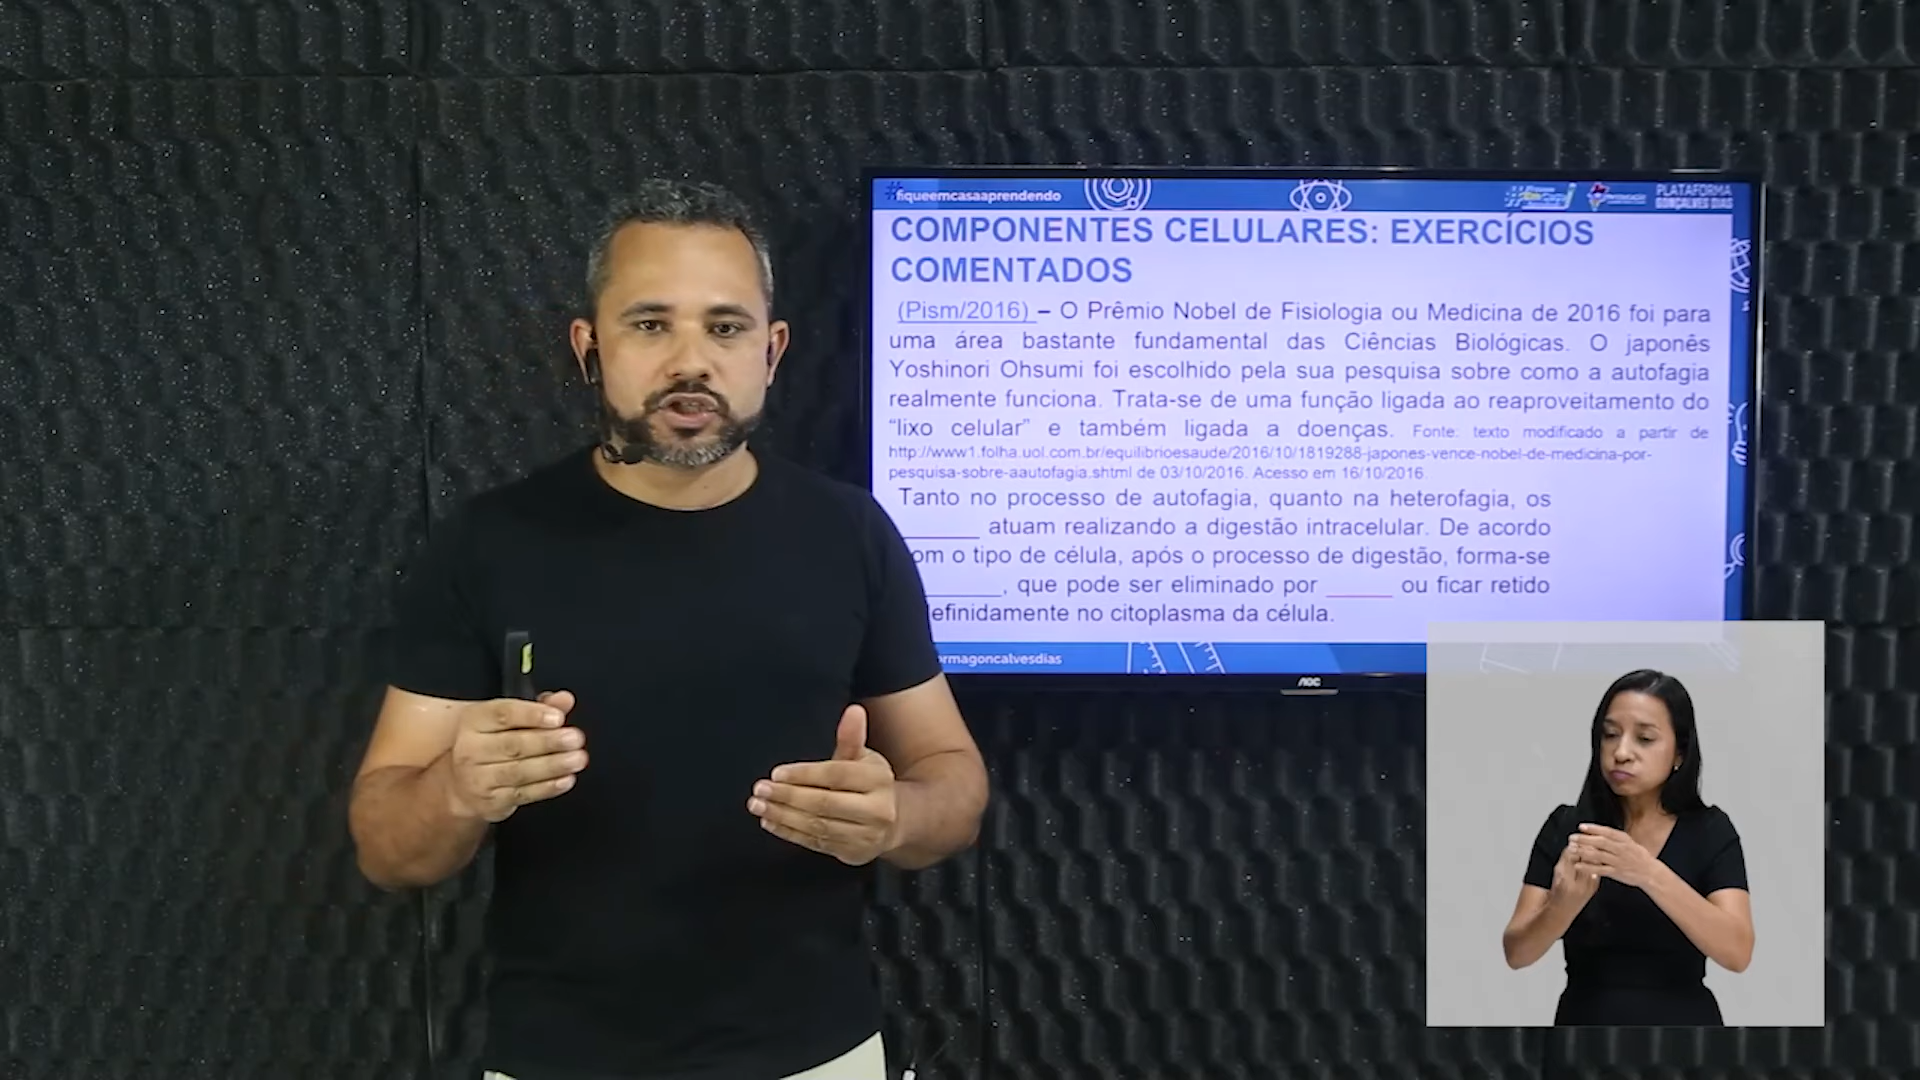 #fiqueemcasaaprendendo
PLATAFORMA
GONÇALVES DIAS
COMPONENTES CELULARES: EXERCÍCIOS
COMENTADOS
(Pism/2016) – O Prêmio Nobel de Fisiologia ou Medicina de 2016 foi para
uma área bastante fundamental das Ciências Biológicas. O japonês
Yoshinori Ohsumi foi escolhido pela sua pesquisa sobre como a autofagia
realmente funciona. Trata-se de uma função ligada ao reaproveitamento do
“lixo celular” e também ligada a doenças. Fonte: texto modificado a partir de
http://www1.folha.uol.com.br/equilibrioesaude/2016/10/1819288-japones-vence-nobel-de-medicina-por-
pesquisa-sobre-aautofagia.shtml de 03/10/2016. Acesso em 16/10/2016.
Tanto no processo de autofagia, quanto na heterofagia, os
______ atuam realizando a digestão intracelular. De acordo
om o tipo de célula, após o processo de digestão, forma-se
______, que pode ser eliminado por _____ ou ficar retido
efinidamente no citoplasma da célula.
ormagoncalvesdias
AOC